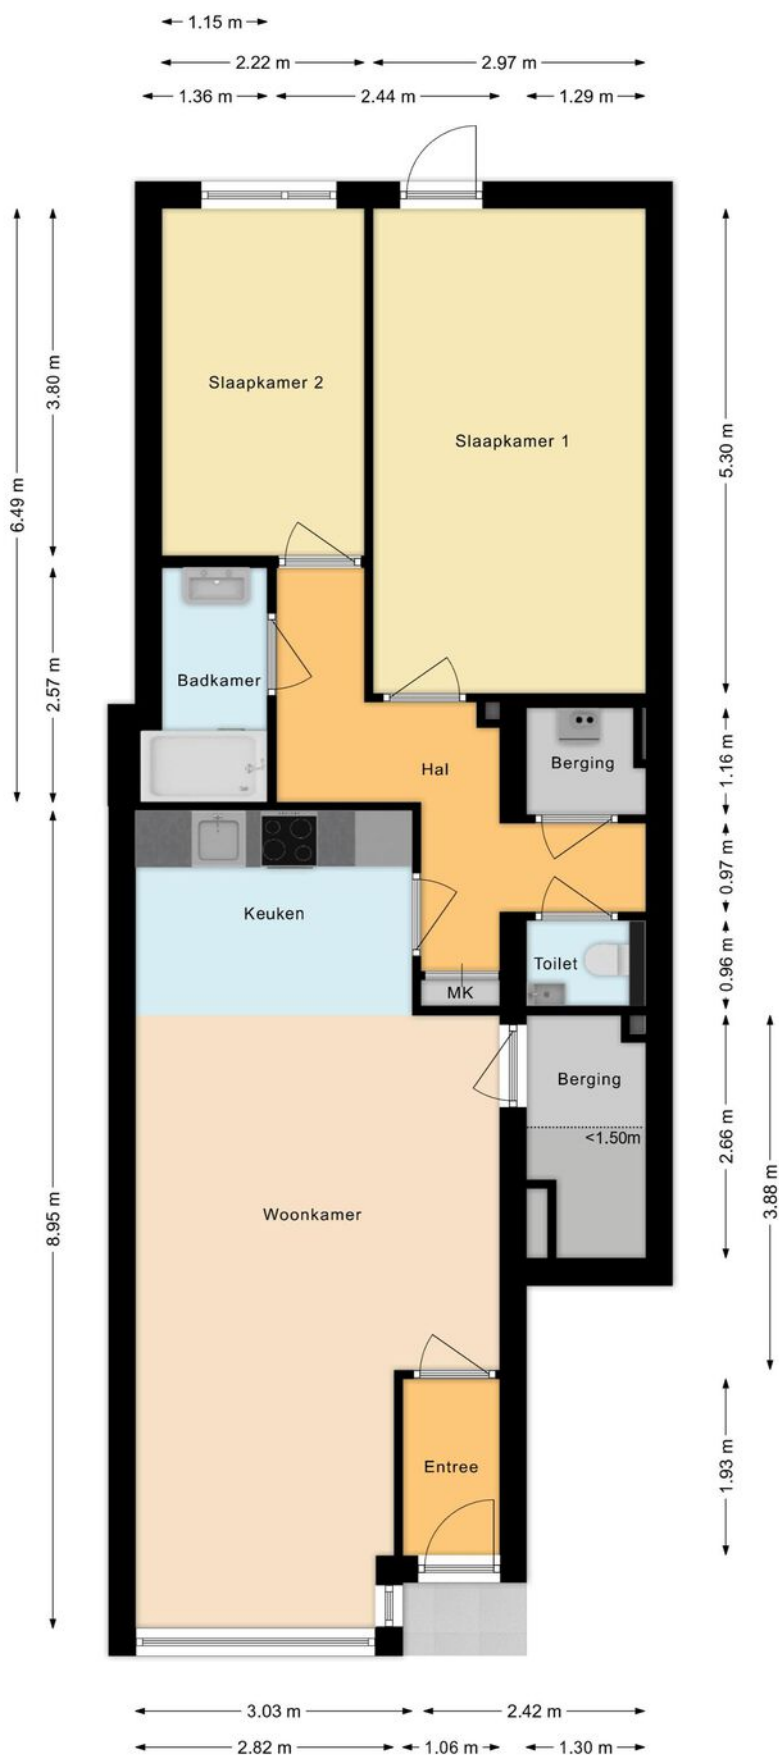 1.15 m
2.22 m
2.97 m
1.36 m
2.44 m
1.29 m
6.49 m
3.80 m
Slaapkamer 2
Slaapkamer 1
5.30 m
2.57 m
Badkamer
Hal
Berging
1.16 m
0.97 m
Keuken
Toilet
0.96 m
MK
Berging
<1.50m
2.66 m
3.88 m
8.95 m
Woonkamer
Entree
1.93 m
3.03 m
2.42 m
2.82 m
1.06 m
1.30 m